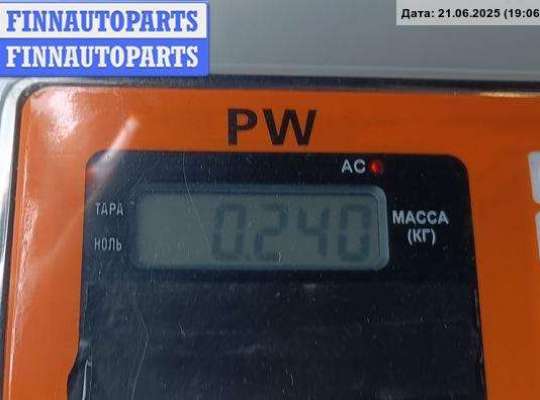 FINNAUTOPARTS
FINNAUTOPARTS
Дата: 21.06.2025 (19:06
PW
AC
ТАРА
НОЛЬ
0.240
МАССА
(КГ)